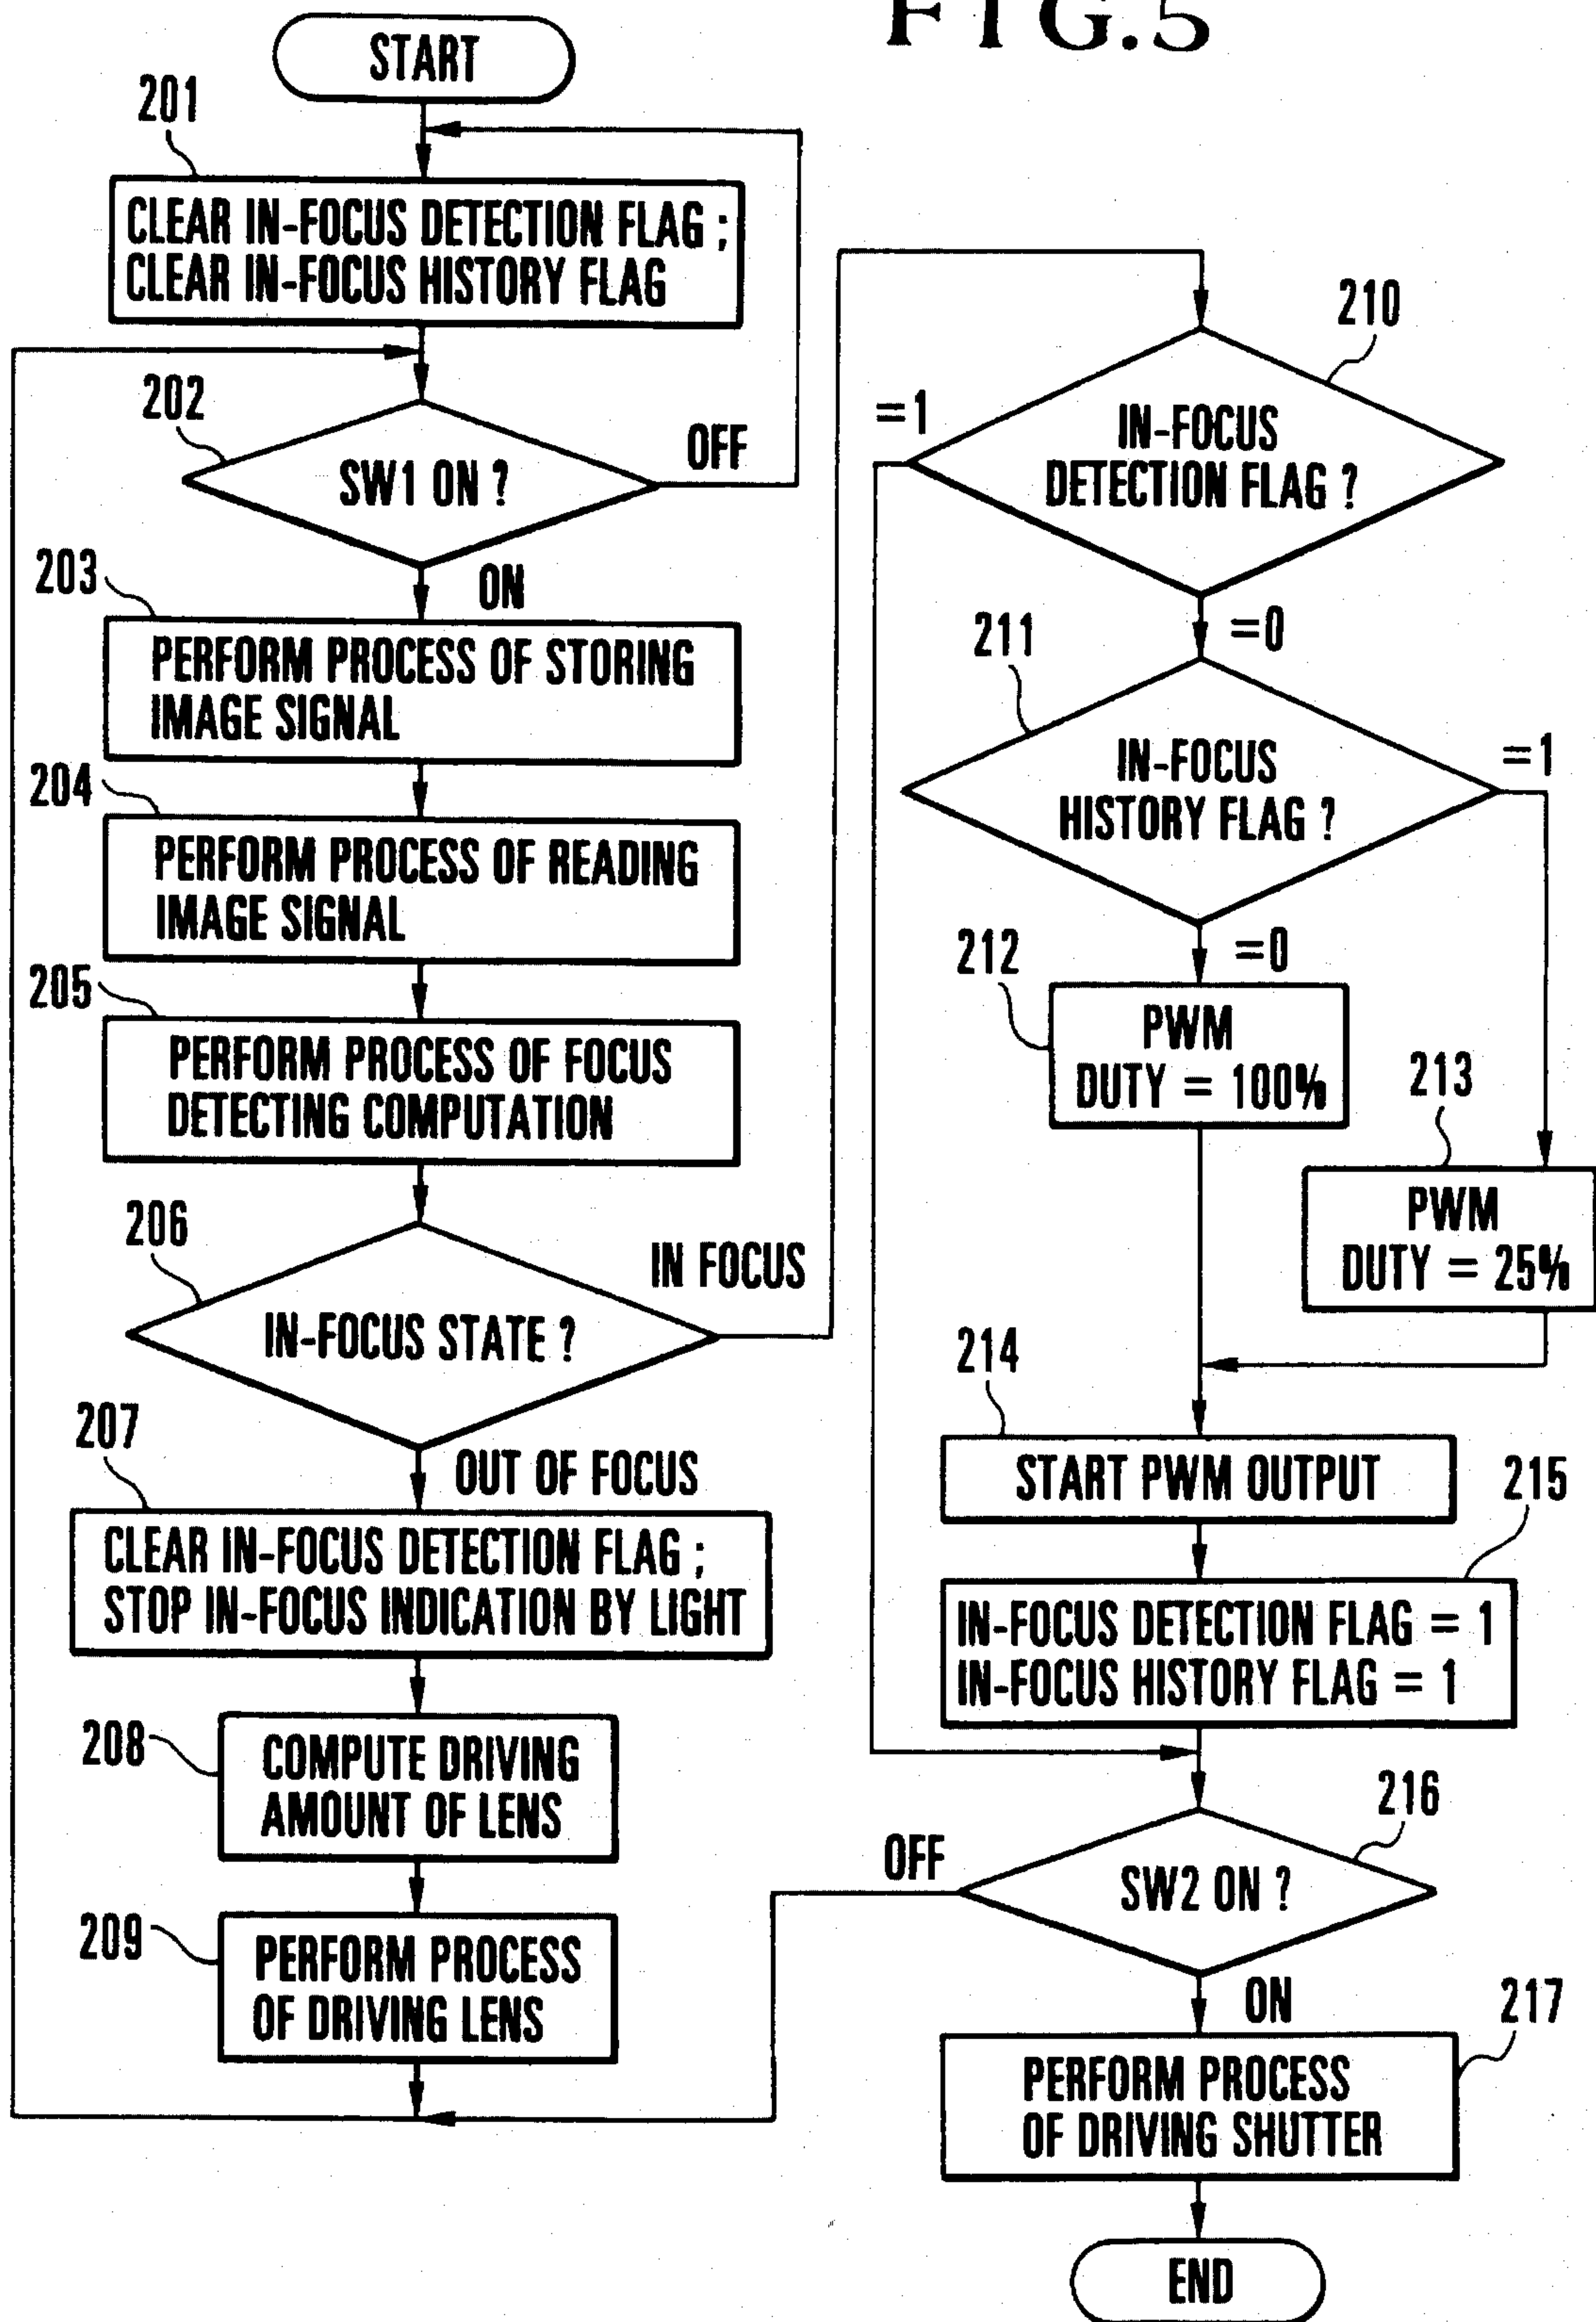 FIG.5
START
201
CLEAR IN-FOCUS DETECTION FLAG ;
CLEAR IN-FOCUS HISTORY FLAG
202
SW1 ON ?
OFF
ON
203
PERFORM PROCESS OF STORING
IMAGE SIGNAL
204
PERFORM PROCESS OF READING
IMAGE SIGNAL
205
PERFORM PROCESS OF FOCUS
DETECTING COMPUTATION
206
IN-FOCUS STATE ?
IN FOCUS
OUT OF FOCUS
207
CLEAR IN-FOCUS DETECTION FLAG ;
STOP IN-FOCUS INDICATION BY LIGHT
208
COMPUTE DRIVING
AMOUNT OF LENS
209
PERFORM PROCESS
OF DRIVING LENS
210
=1
IN-FOCUS
DETECTION FLAG ?
=0
211
IN-FOCUS
HISTORY FLAG ?
=1
=0
212
PWM
DUTY = 100%
213
PWM
DUTY = 25%
214
START PWM OUTPUT
215
IN-FOCUS DETECTION FLAG = 1
IN-FOCUS HISTORY FLAG = 1
216
OFF
SW2 ON ?
ON
217
PERFORM PROCESS
OF DRIVING SHUTTER
END